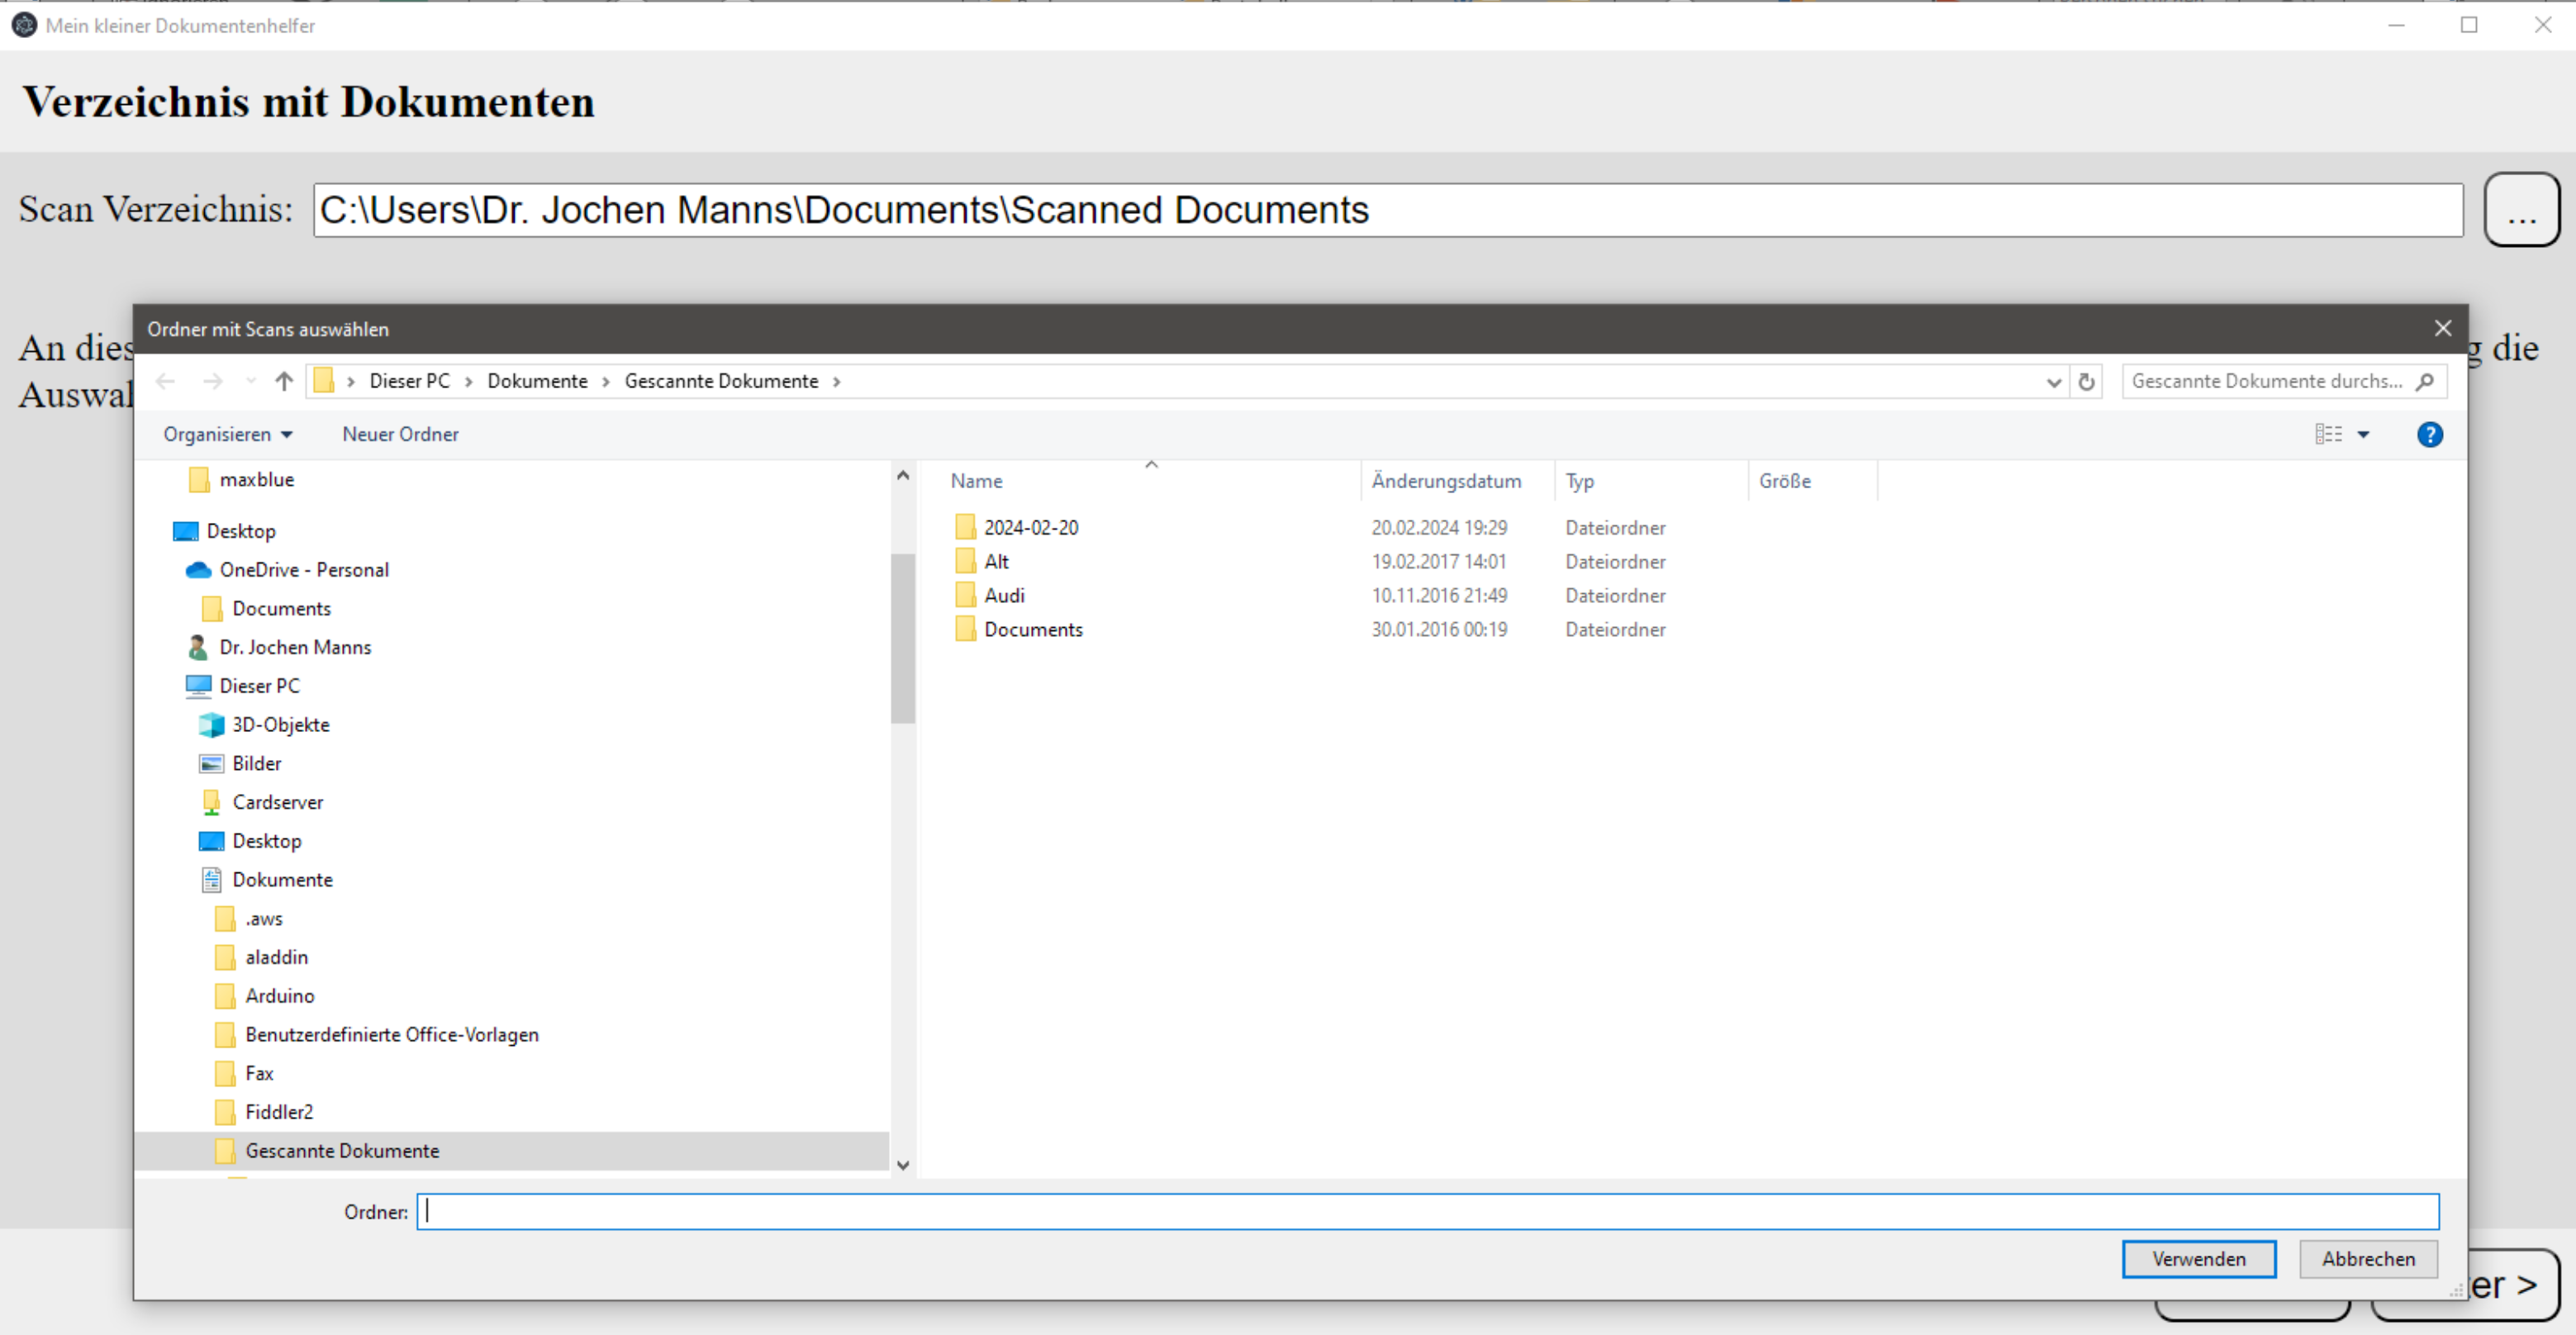 Mein kleiner Dokumentenhelfer
Verzeichnis mit Dokumenten
Scan Verzeichnis: C:\Users\Dr. Jochen Manns\Documents\Scanned Documents ...
An dies
g die
Auswal
Ordner mit Scans auswählen
> Dieser PC > Dokumente > Gescannte Dokumente >
Gescannte Dokumente durchs...
Organisieren Neuer Ordner
?
maxblue
Desktop
OneDrive - Personal
Documents
Dr. Jochen Manns
Dieser PC
3D-Objekte
Bilder
Cardserver
Desktop
Dokumente
.aws
aladdin
Arduino
Benutzerdefinierte Office-Vorlagen
Fax
Fiddler2
Gescannte Dokumente
Name Änderungsdatum Typ Größe
2024-02-20 20.02.2024 19:29 Dateiordner
Alt 19.02.2017 14:01 Dateiordner
Audi 10.11.2016 21:49 Dateiordner
Documents 30.01.2016 00:19 Dateiordner
Ordner:
Verwenden Abbrechen
er >